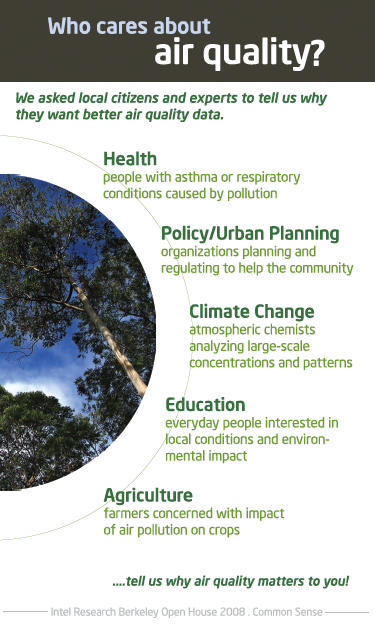 Who cares about
air quality?
We asked local citizens and experts to tell us why
they want better air quality data.
Health
people with asthma or respiratory
conditions caused by pollution
Policy/Urban Planning
organizations planning and
regulating to help the community
Climate Change
atmospheric chemists
analyzing large-scale
concentrations and patterns
Education
everyday people interested in
local conditions and environ-
mental impact
Agriculture
farmers concerned with impact
of air pollution on crops
....tell us why air quality matters to you!
Intel Research Berkeley Open House 2008 . Common Sense